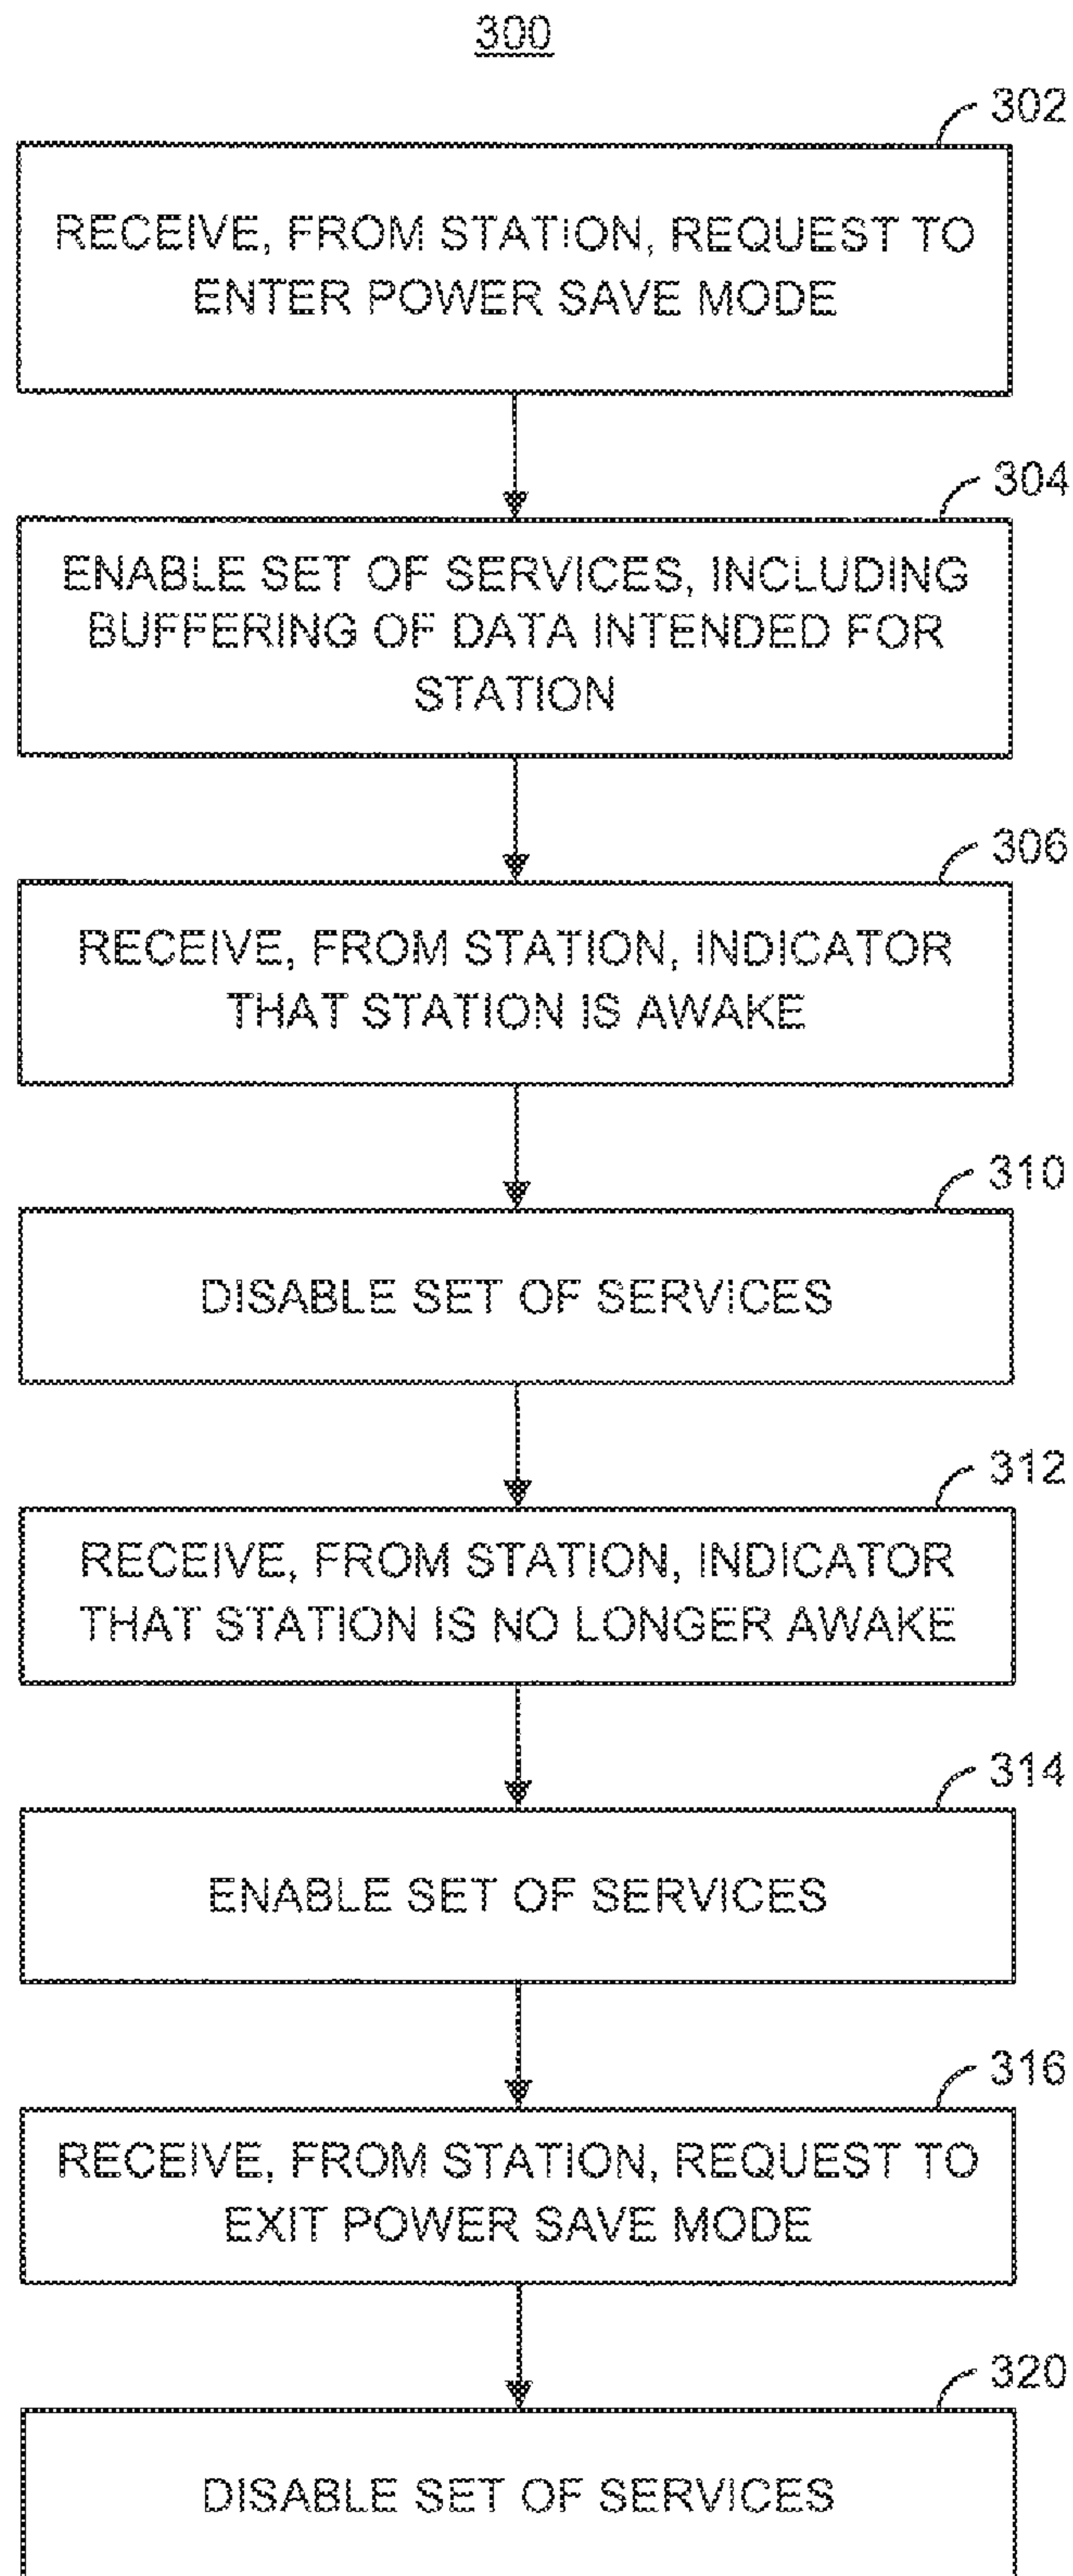 300
302
RECEIVE, FROM STATION, REQUEST TO
ENTER POWER SAVE MODE
304
ENABLE SET OF SERVICES, INCLUDING
BUFFERING OF DATA INTENDED FOR
STATION
306
RECEIVE, FROM STATION, INDICATOR
THAT STATION IS AWAKE
310
DISABLE SET OF SERVICES
312
RECEIVE, FROM STATION, INDICATOR
THAT STATION IS NO LONGER AWAKE
314
ENABLE SET OF SERVICES
316
RECEIVE, FROM STATION, REQUEST TO
EXIT POWER SAVE MODE
320
DISABLE SET OF SERVICES